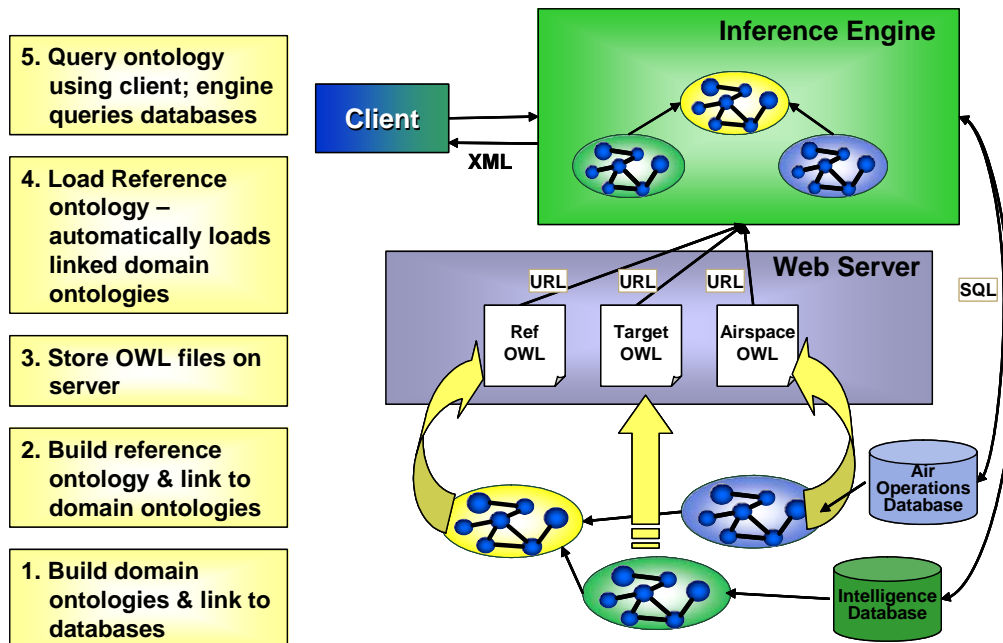 5. Query ontology
using client; engine
queries databases
4. Load Reference
ontology –
automatically loads
linked domain
ontologies
3. Store OWL files on
server
2. Build reference
ontology & link to
domain ontologies
1. Build domain
ontologies & link to
databases
Inference Engine
Client
XML
Web Server
URL
URL
URL
SQL
Ref
OWL
Target
OWL
Airspace
OWL
Air
Operations
Database
Intelligence
Database